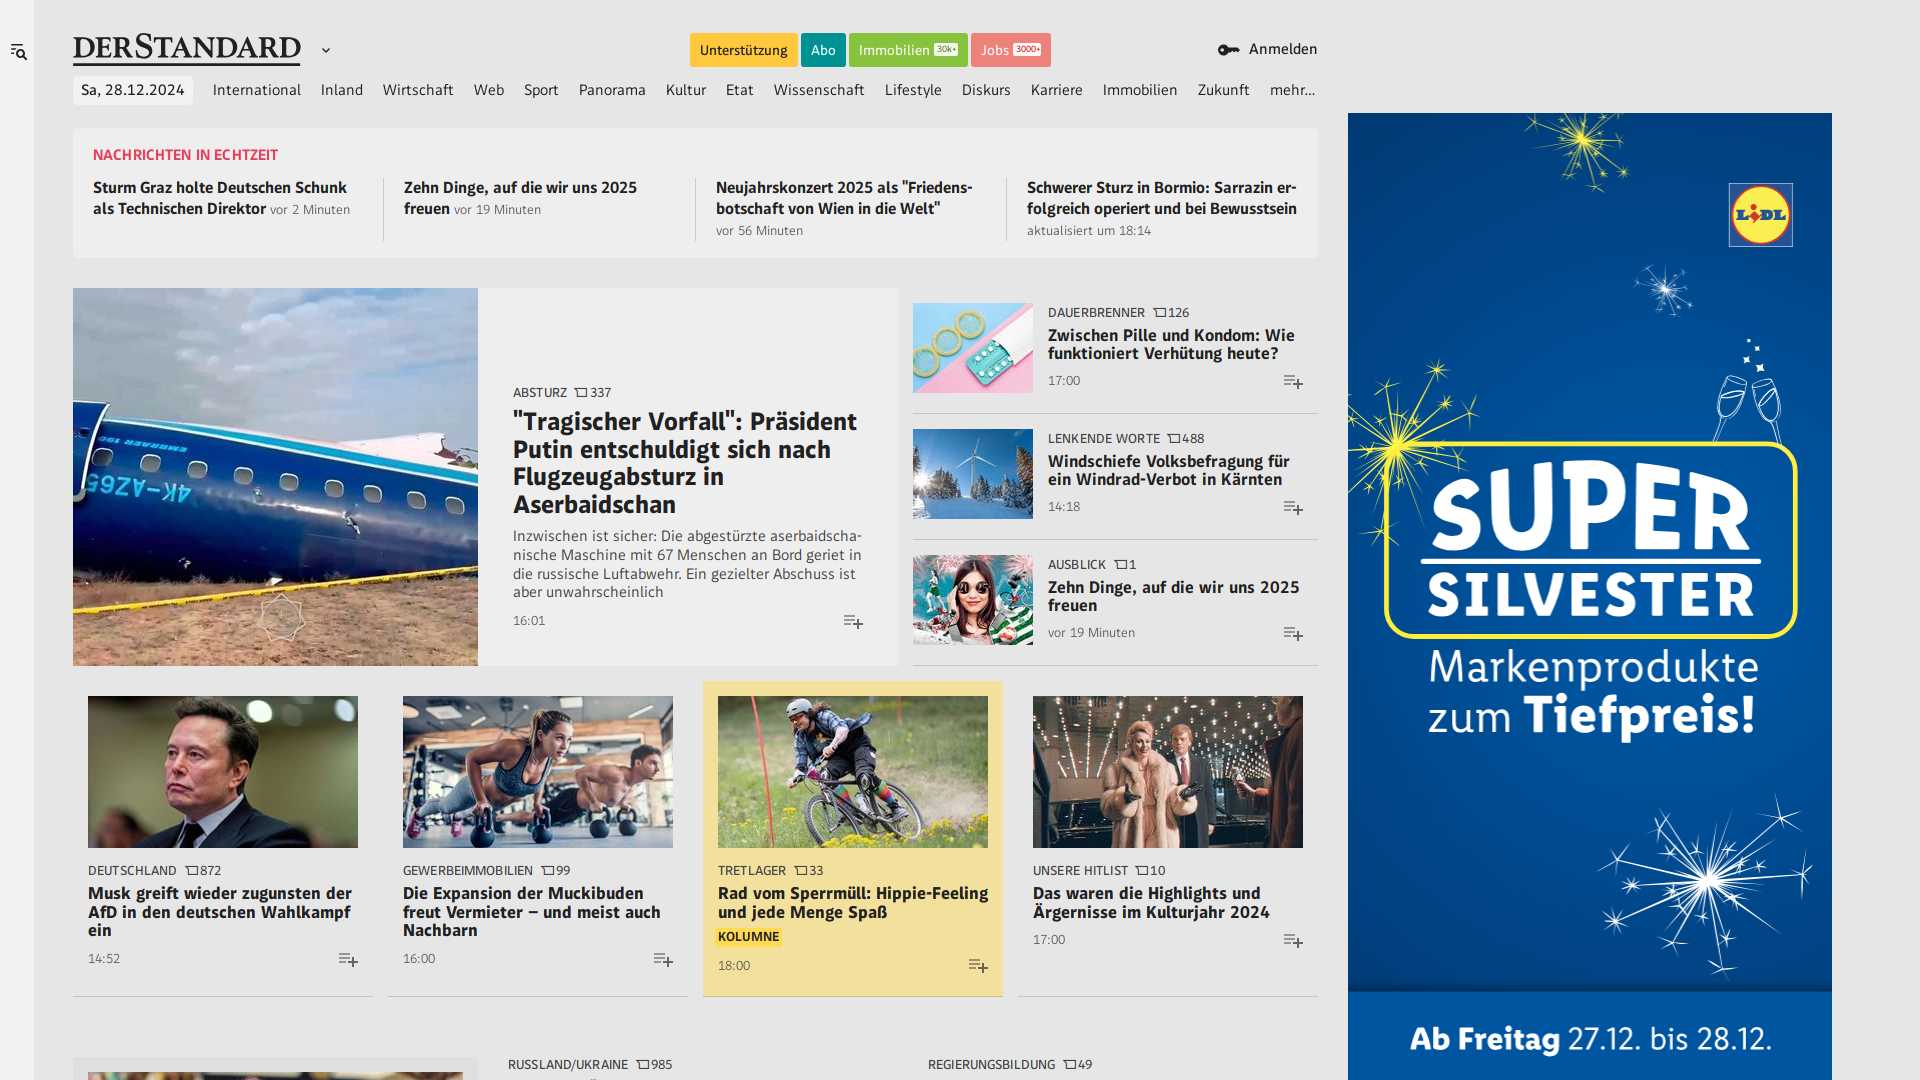 DERSTANDARD
Unterstützung
Abo
Immobilien 30k+
Jobs 3000+
Anmelden
Sa, 28.12.2024
International
Inland
Wirtschaft
Web
Sport
Panorama
Kultur
Etat
Wissenschaft
Lifestyle
Diskurs
Karriere
Immobilien
Zukunft
mehr...
NACHRICHTEN IN ECHTZEIT
Sturm Graz holte Deutschen Schunk
als Technischen Direktor vor 2 Minuten
Zehn Dinge, auf die wir uns 2025
freuen vor 19 Minuten
Neujahrskonzert 2025 als "Friedens-
botschaft von Wien in die Welt"
vor 56 Minuten
Schwerer Sturz in Bormio: Sarrazin er-
folgreich operiert und bei Bewusstsein
aktualisiert um 18:14
EMBRAER 190
4K-AZ65
ABSTURZ 337
"Tragischer Vorfall": Präsident
Putin entschuldigt sich nach
Flugzeugabsturz in
Aserbaidschan
Inzwischen ist sicher: Die abgestürzte aserbaidscha-
nische Maschine mit 67 Menschen an Bord geriet in
die russische Luftabwehr. Ein gezielter Abschuss ist
aber unwahrscheinlich
16:01
DAUERBRENNER 126
Zwischen Pille und Kondom: Wie
funktioniert Verhütung heute?
17:00
LENKENDE WORTE 488
Windschiefe Volksbefragung für
ein Windrad-Verbot in Kärnten
14:18
AUSBLICK 1
Zehn Dinge, auf die wir uns 2025
freuen
vor 19 Minuten
DEUTSCHLAND 872
Musk greift wieder zugunsten der
AfD in den deutschen Wahlkampf
ein
14:52
GEWERBEIMMOBILIEN 99
Die Expansion der Muckibuden
freut Vermieter – und meist auch
Nachbarn
16:00
TRETLAGER 33
Rad vom Sperrmüll: Hippie-Feeling
und jede Menge Spaß
KOLUMNE
18:00
UNSERE HITLIST 10
Das waren die Highlights und
Ärgernisse im Kulturjahr 2024
17:00
RUSSLAND/UKRAINE 985
REGIERUNGSBILDUNG 49
LIDL
SUPER
SILVESTER
Markenprodukte
zum Tiefpreis!
Ab Freitag 27.12. bis 28.12.